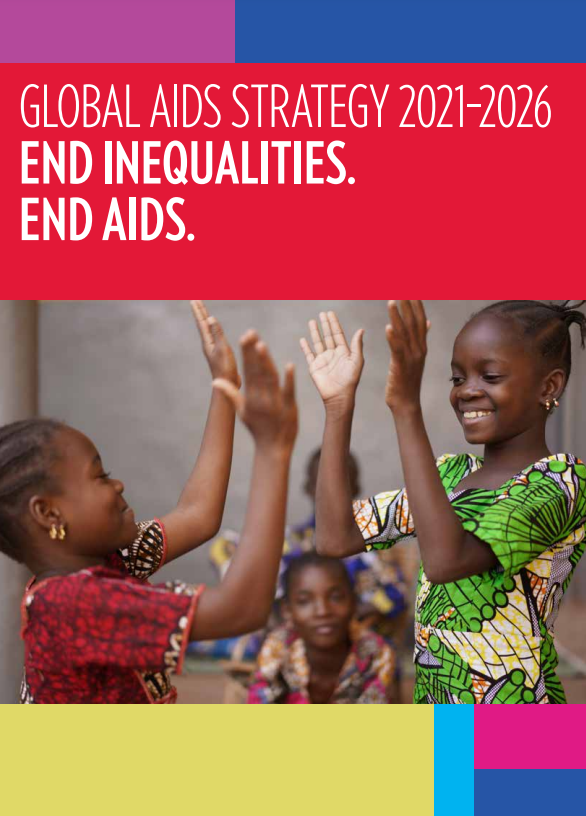 GLOBAL AIDS STRATEGY 2021–2026
END INEQUALITIES.
END AIDS.